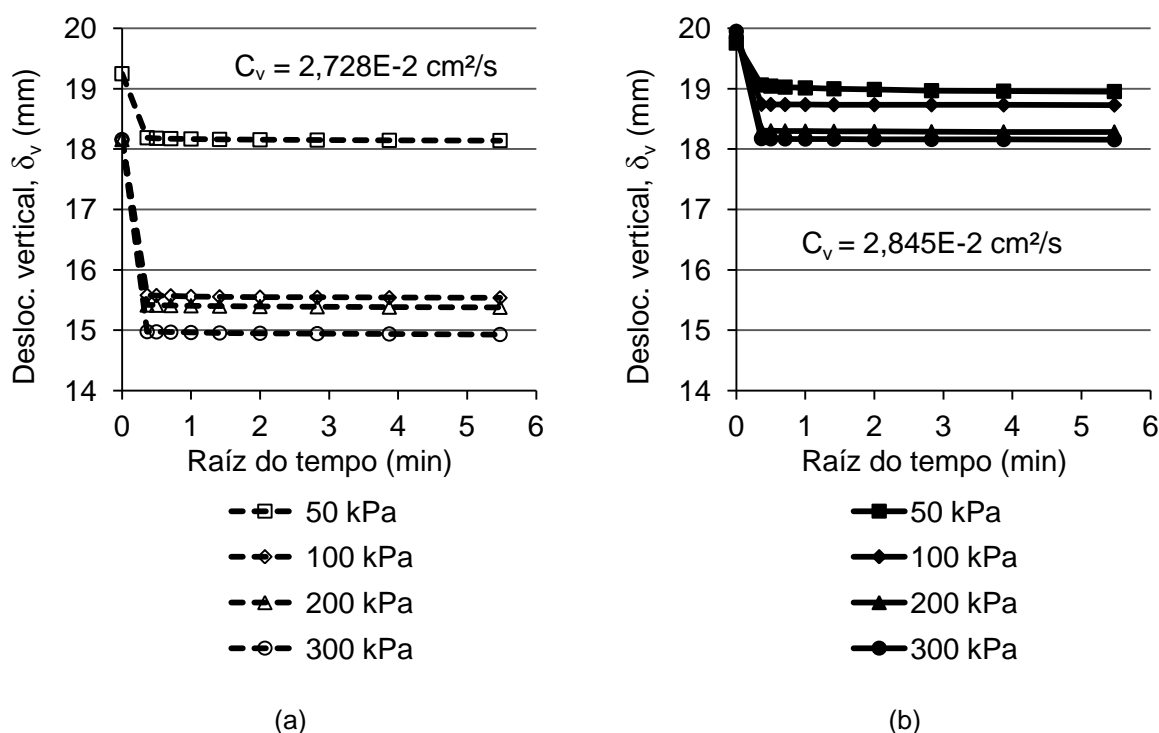 Desloc. vertical, δv (mm)
20
19
18
17
16
15
14
Cv = 2,728E-2 cm²/s
0 1 2 3 4 5 6
Raíz do tempo (min)
50 kPa
100 kPa
200 kPa
300 kPa
(a)
Desloc. vertical, δv (mm)
20
19
18
17
16
15
14
Cv = 2,845E-2 cm²/s
0 1 2 3 4 5 6
Raíz do tempo (min)
50 kPa
100 kPa
200 kPa
300 kPa
(b)